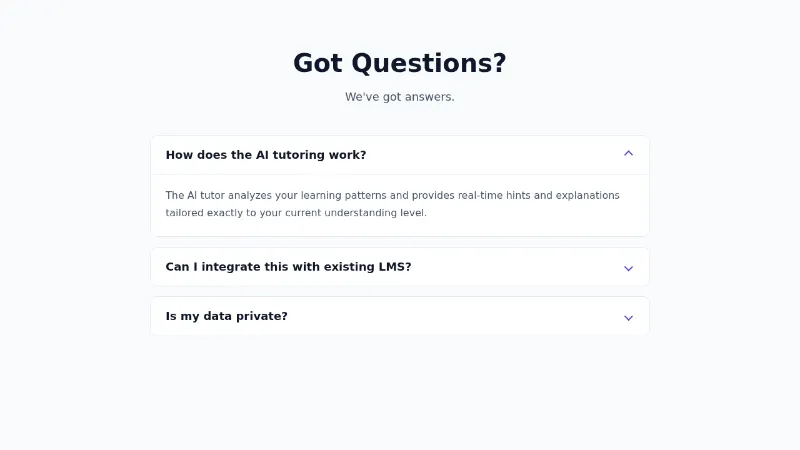 Got Questions?
We've got answers.
How does the AI tutoring work?
The AI tutor analyzes your learning patterns and provides real-time hints and explanations
tailored exactly to your current understanding level.
Can I integrate this with existing LMS?
Is my data private?